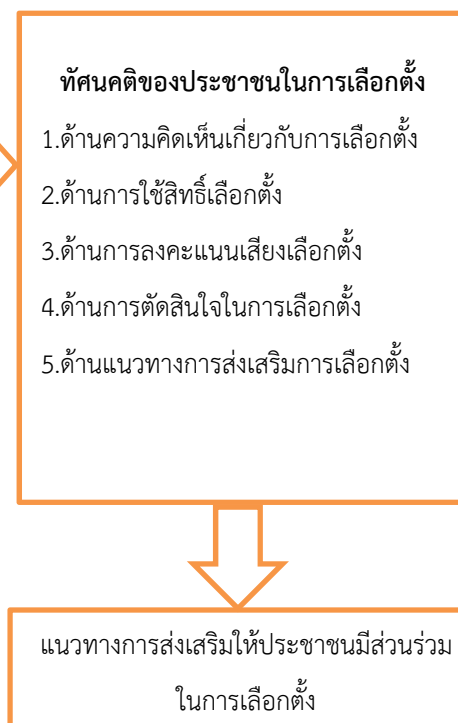 ทัศนคติของประชาชนในการเลือกตั้ง
1.ด้านความคิดเห็นเกี่ยวกับการเลือกตั้ง
2.ด้านการใช้สิทธิ์เลือกตั้ง
3.ด้านการลงคะแนนเสียงเลือกตั้ง
4.ด้านการตัดสินใจในการเลือกตั้ง
5.ด้านแนวทางการส่งเสริมการเลือกตั้ง
แนวทางการส่งเสริมให้ประชาชนมีส่วนร่วม
ในการเลือกตั้ง